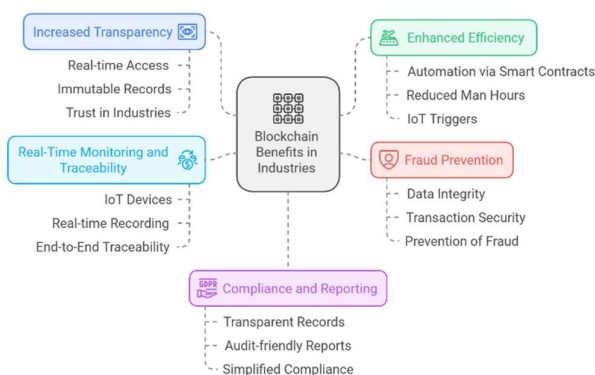 Increased Transparency
Real-time Access
Immutable Records
Trust in Industries
Enhanced Efficiency
Automation via Smart Contracts
Reduced Man Hours
IoT Triggers
Blockchain
Benefits in
Industries
Real-Time Monitoring and
Traceability
IoT Devices
Real-time Recording
End-to-End Traceability
Fraud Prevention
Data Integrity
Transaction Security
Prevention of Fraud
GDPR
Compliance and Reporting
Transparent Records
Audit-friendly Reports
Simplified Compliance